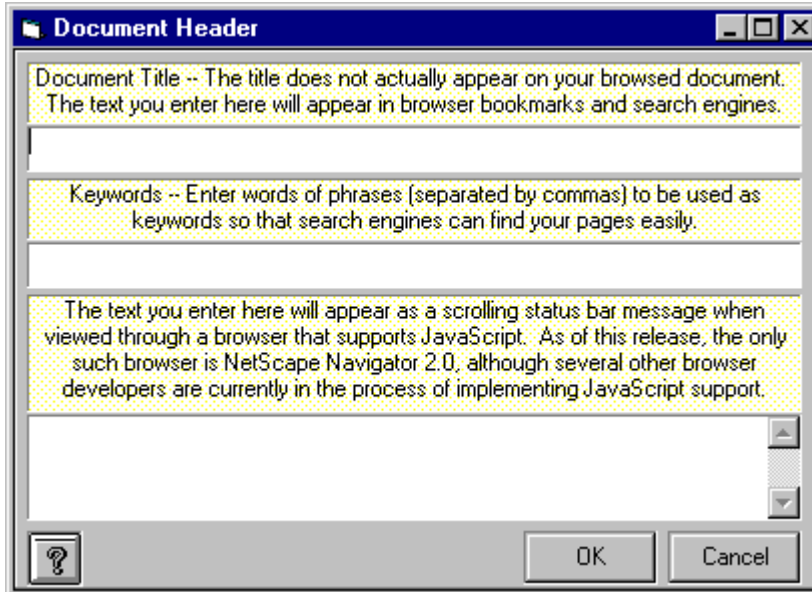 Document Header
Document Title -- The title does not actually appear on your browsed document.
The text you enter here will appear in browser bookmarks and search engines.
Keywords -- Enter words of phrases (separated by commas) to be used as
keywords so that search engines can find your pages easily.
The text you enter here will appear as a scrolling status bar message when
viewed through a browser that supports JavaScript.  As of this release, the only
such browser is NetScape Navigator 2.0, although several other browser
developers are currently in the process of implementing JavaScript support.
?
OK
Cancel